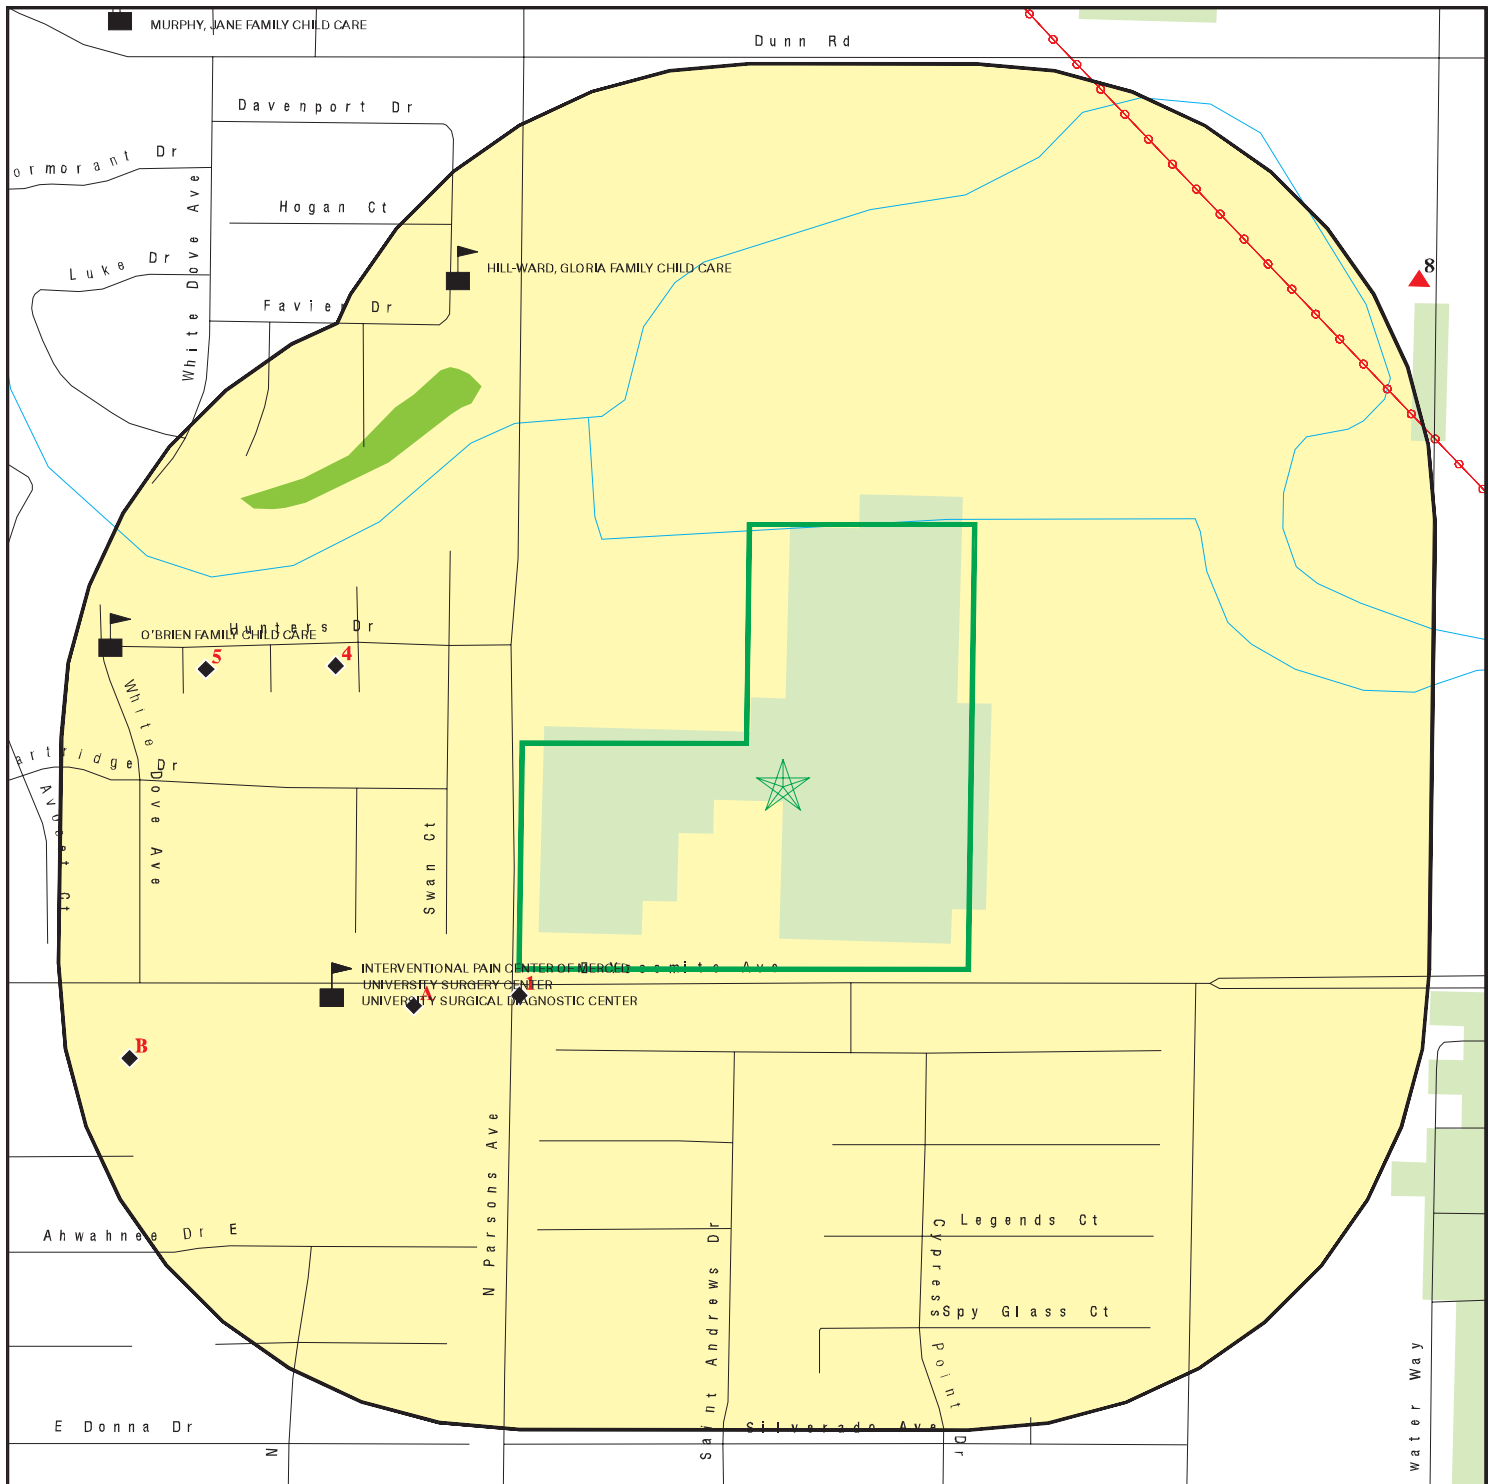 MURPHY, JANE FAMILY CHILD CARE
Dunn Rd
Davenport Dr
ormorant Dr
White Dove Ave
Hogan Ct
Luke Dr
HILL-WARD, GLORIA FAMILY CHILD CARE
8
Favier Dr
Hunters Dr
O'BRIEN FAMILY CHILD CARE
5
4
White Dove Ave
artridge Dr
Avocet Ct
Swan Ct
E Yosemite Ave
INTERVENTIONAL PAIN CENTER OF MERCED
UNIVERSITY SURGERY CENTER
UNIVERSITY SURGICAL DIAGNOSTIC CENTER
A
1
B
N Parsons Ave
Ahwahnee Dr E
Saint Andrews Dr
Cypress Point Dr
Legends Ct
Spy Glass Ct
E Donna Dr
N
Silverado Ave
water Way